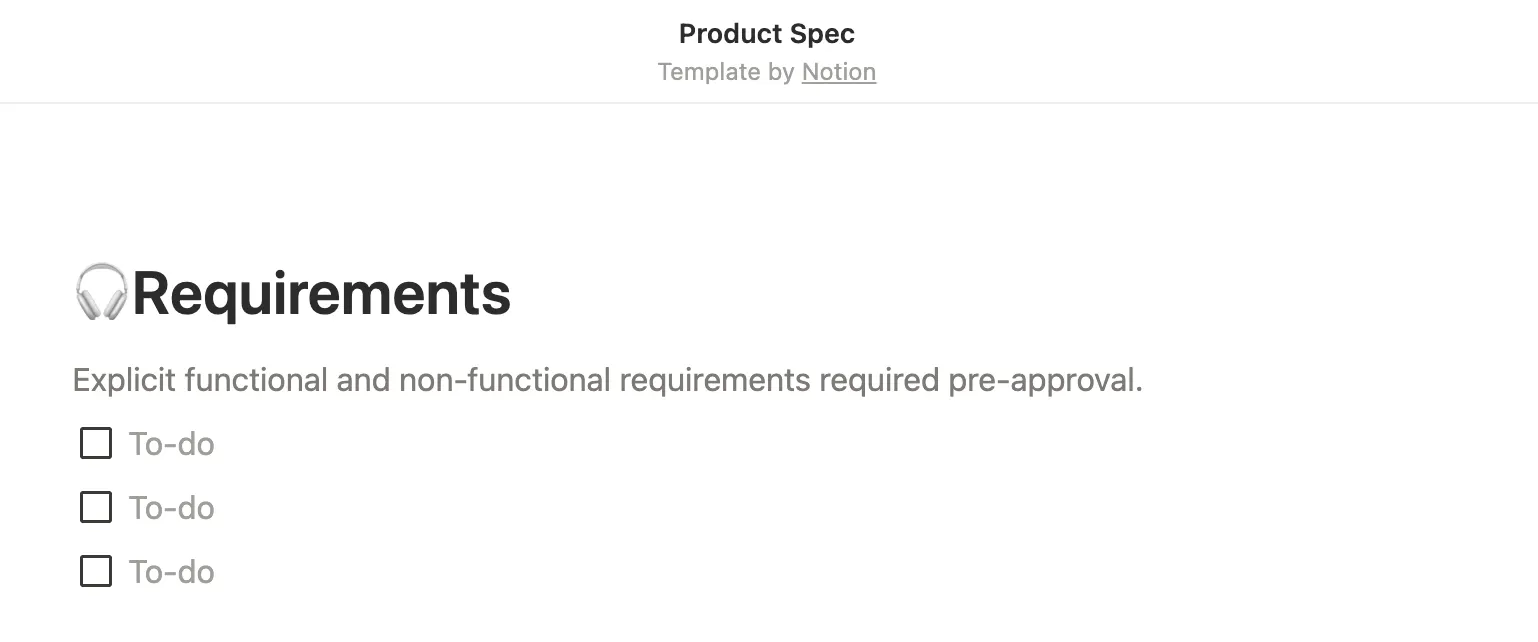 Product Spec
Template by Notion
🎧Requirements
Explicit functional and non-functional requirements required pre-approval.
To-do
To-do
To-do